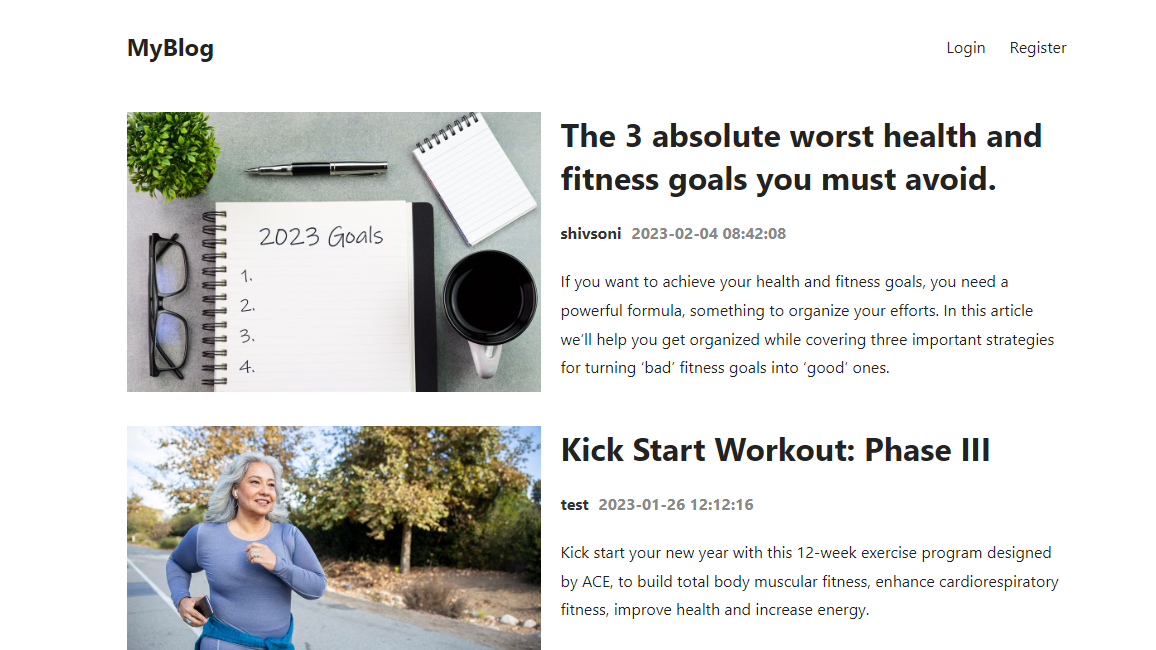 MyBlog
Login Register
2023 Goals
1.
2.
3.
4.
The 3 absolute worst health and
fitness goals you must avoid.
shivsoni 2023-02-04 08:42:08
If you want to achieve your health and fitness goals, you need a
powerful formula, something to organize your efforts. In this article
we’ll help you get organized while covering three important strategies
for turning ‘bad’ fitness goals into ‘good’ ones.
Kick Start Workout: Phase III
test 2023-01-26 12:12:16
Kick start your new year with this 12-week exercise program designed
by ACE, to build total body muscular fitness, enhance cardiorespiratory
fitness, improve health and increase energy.